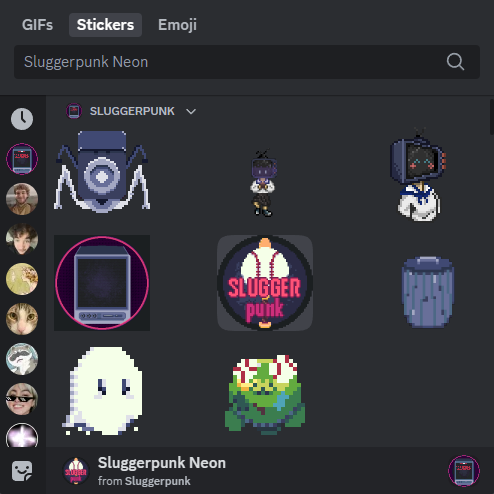 GIFs Stickers Emoji
Sluggerpunk Neon
SLUGGERPUNK
SLUGGER
punk
Sluggerpunk Neon
from Sluggerpunk